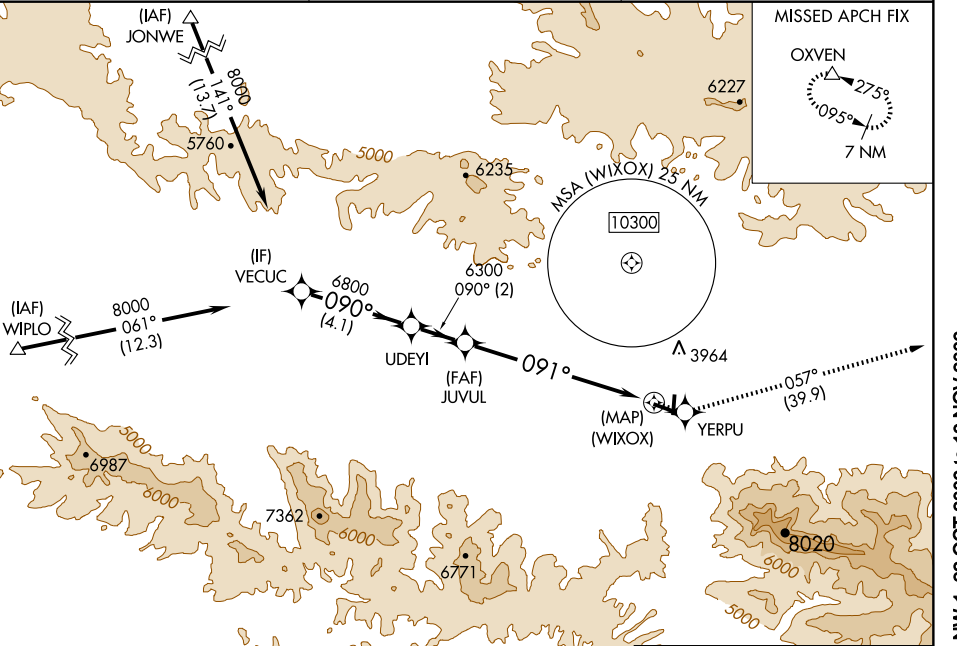 (IAF)
JONWE
8000
141°
(13.7)
5760
5000
6235
6227
MISSED APCH FIX
OXVEN
275°
095°
7 NM
MSA (WIXOX) 25 NM
10300
(IF)
VECUC
6800
090°
(4.1)
6300
090° (2)
(IAF)
WIPLO
8000
061°
(12.3)
UDEYI
(FAF)
JUVUL
091°
3964
(MAP)
(WIXOX)
YERPU
057°
(39.9)
5000
6987
6000
7362
6000
6771
8020
6000
5000